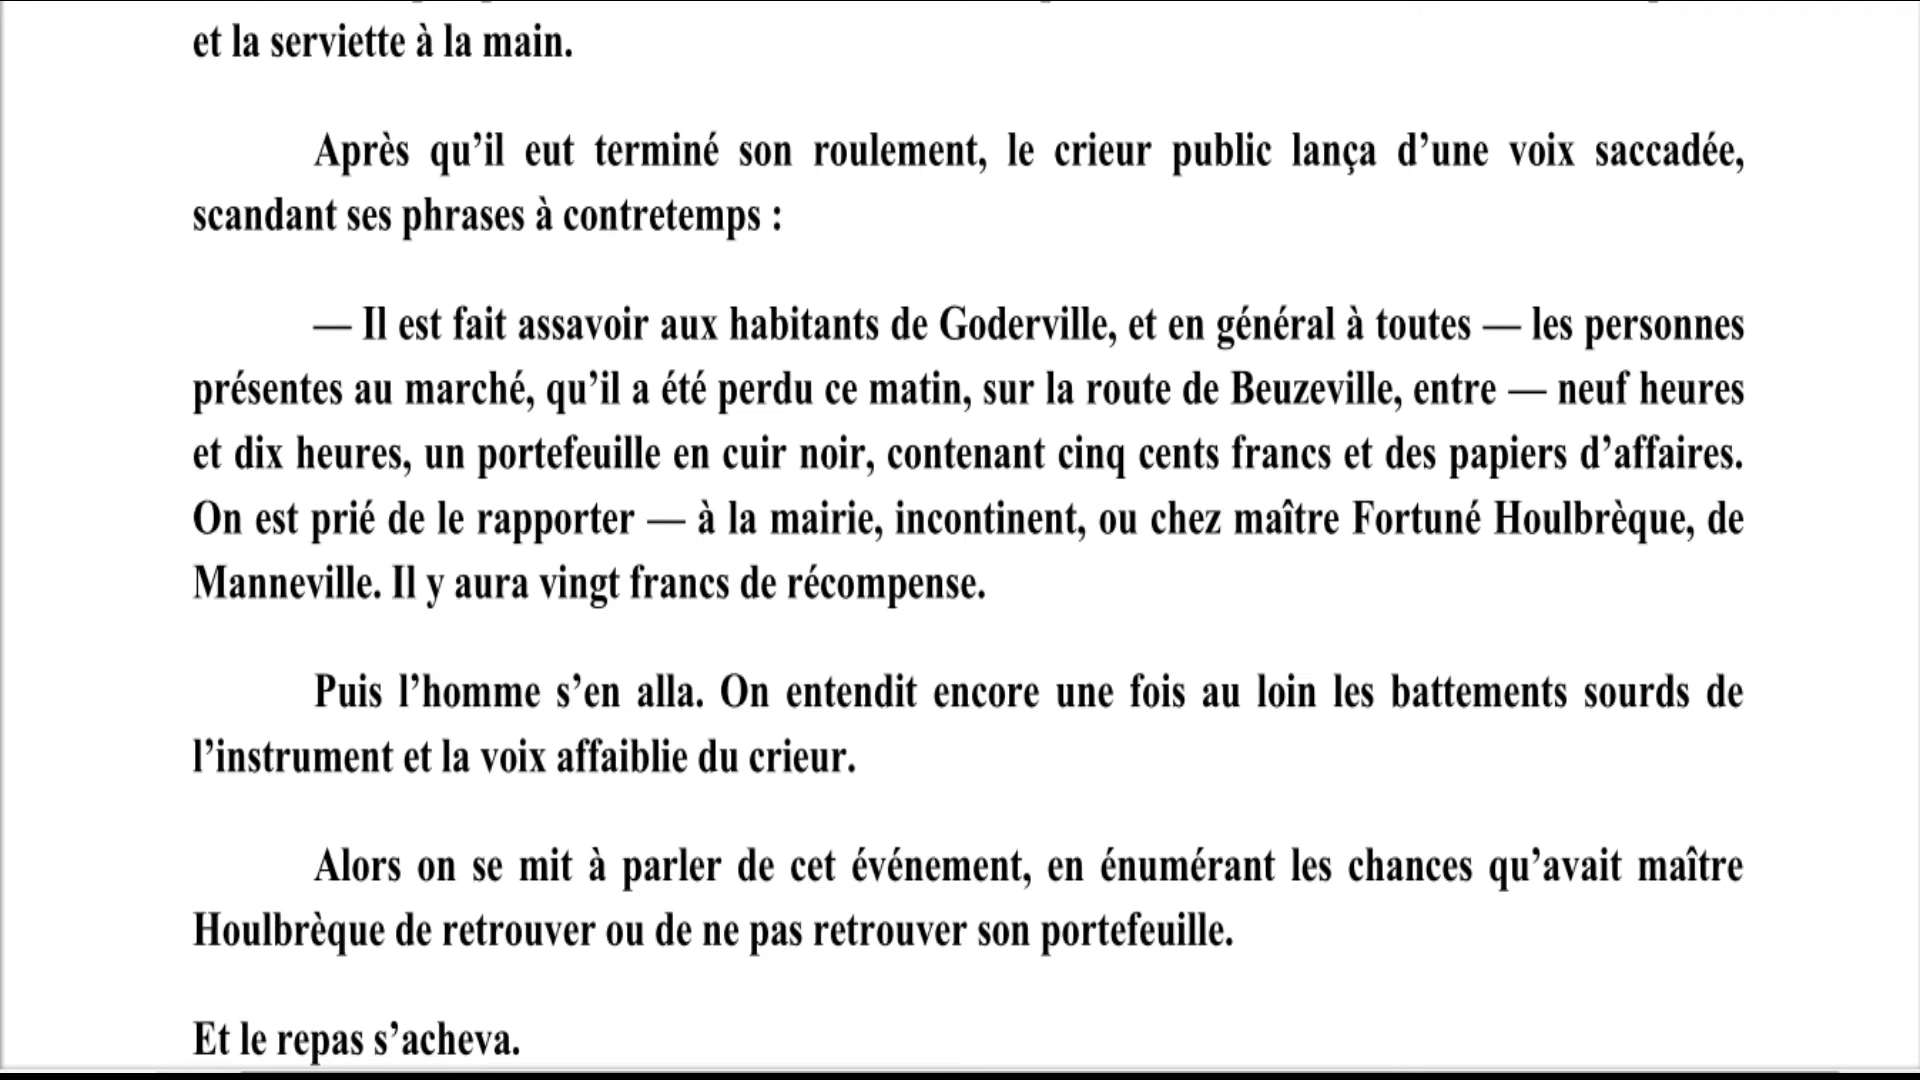 et la serviette à la main.
Après qu’il eut terminé son roulement, le crieur public lança d’une voix saccadée,
scandant ses phrases à contretemps :
— Il est fait assavoir aux habitants de Goderville, et en général à toutes — les personnes
présentes au marché, qu’il a été perdu ce matin, sur la route de Beuzeville, entre — neuf heures
et dix heures, un portefeuille en cuir noir, contenant cinq cents francs et des papiers d’affaires.
On est prié de le rapporter — à la mairie, incontinent, ou chez maître Fortuné Houlbrèque, de
Manneville. Il y aura vingt francs de récompense.
Puis l’homme s’en alla. On entendit encore une fois au loin les battements sourds de
l’instrument et la voix affaiblie du crieur.
Alors on se mit à parler de cet événement, en énumérant les chances qu’avait maître
Houlbrèque de retrouver ou de ne pas retrouver son portefeuille.
Et le repas s’acheva.